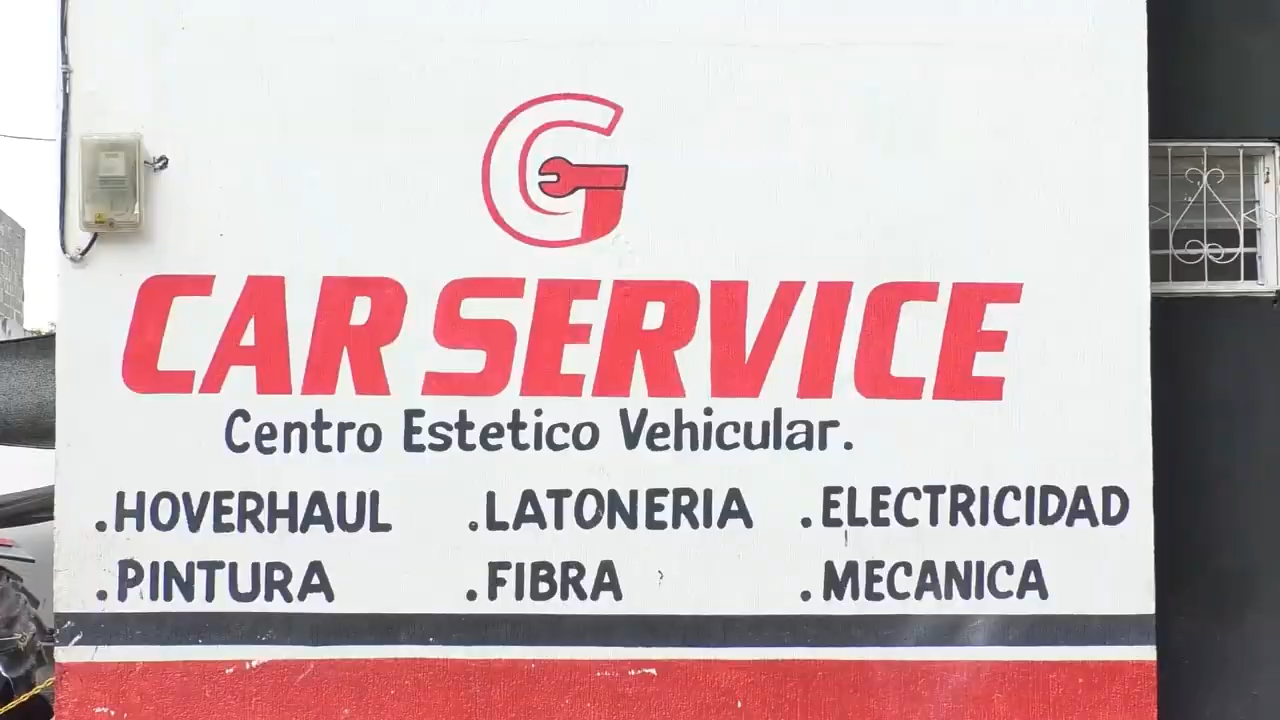 G
CAR SERVICE
Centro Estetico Vehicular.
.HOVERHAUL .LATONERIA .ELECTRICIDAD
.PINTURA .FIBRA .MECANICA